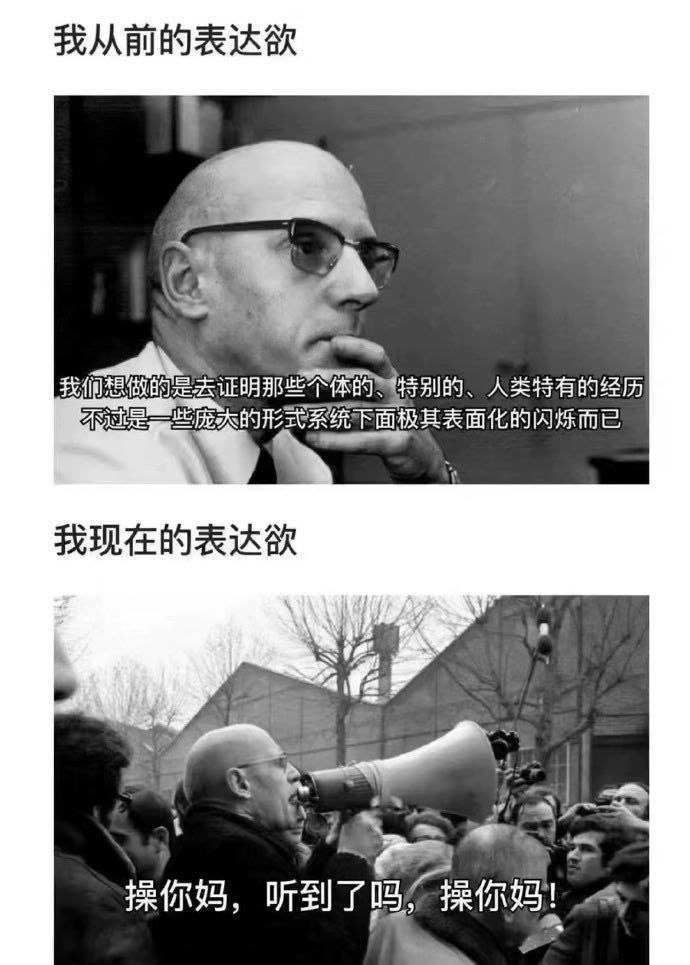 我从前的表达欲
我们想做的是去证明那些个体的、特别的、人类特有的经历
不过是一些庞大的形式系统下面极其表面化的闪烁而已
我现在的表达欲
操你妈，听到了吗，操你妈！